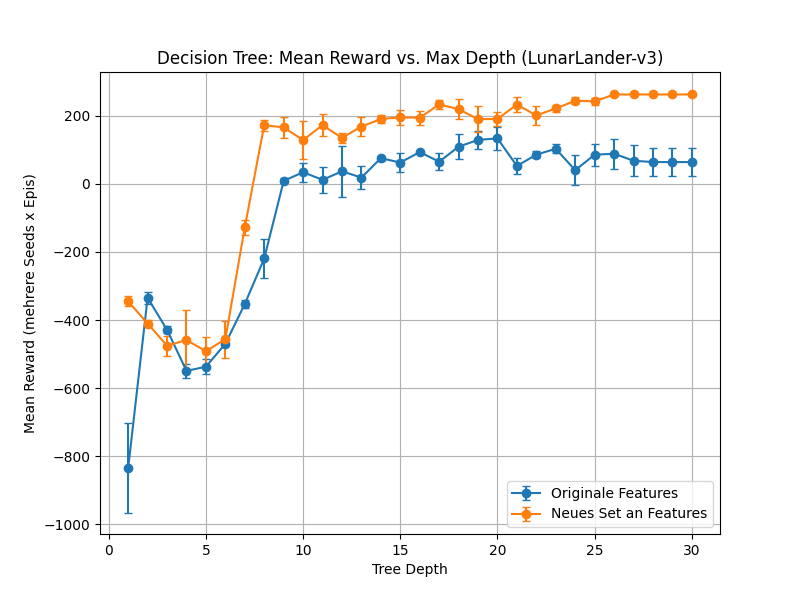 Decision Tree: Mean Reward vs. Max Depth (LunarLander-v3)
Mean Reward (mehrere Seeds x Epis)
200
0
−200
−400
−600
−800
−1000
0 5 10 15 20 25 30
Tree Depth
Originale Features
Neues Set an Features